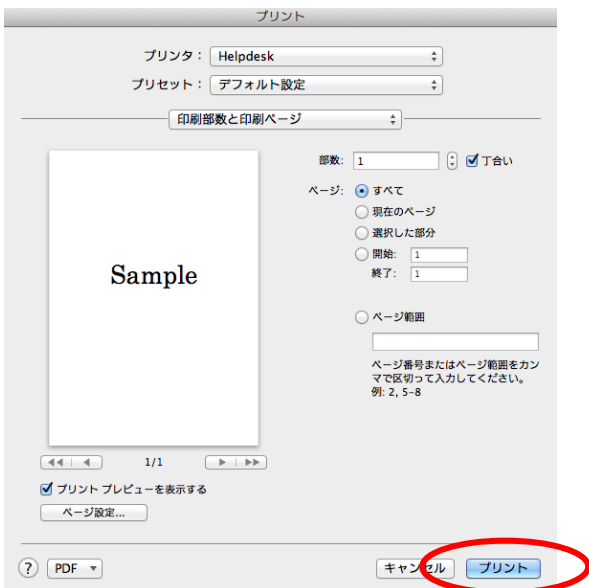 プリント
プリンタ： Helpdesk
プリセット： デフォルト設定
印刷部数と印刷ページ
部数: 1 丁合い
ページ: すべて
現在のページ
選択した部分
開始: 1
終了: 1
Sample
ページ範囲
ページ番号またはページ範囲をカン
マで区切って入力してください。
例: 2, 5–8
1/1
プリント プレビューを表示する
ページ設定...
? PDF キャンセル プリント